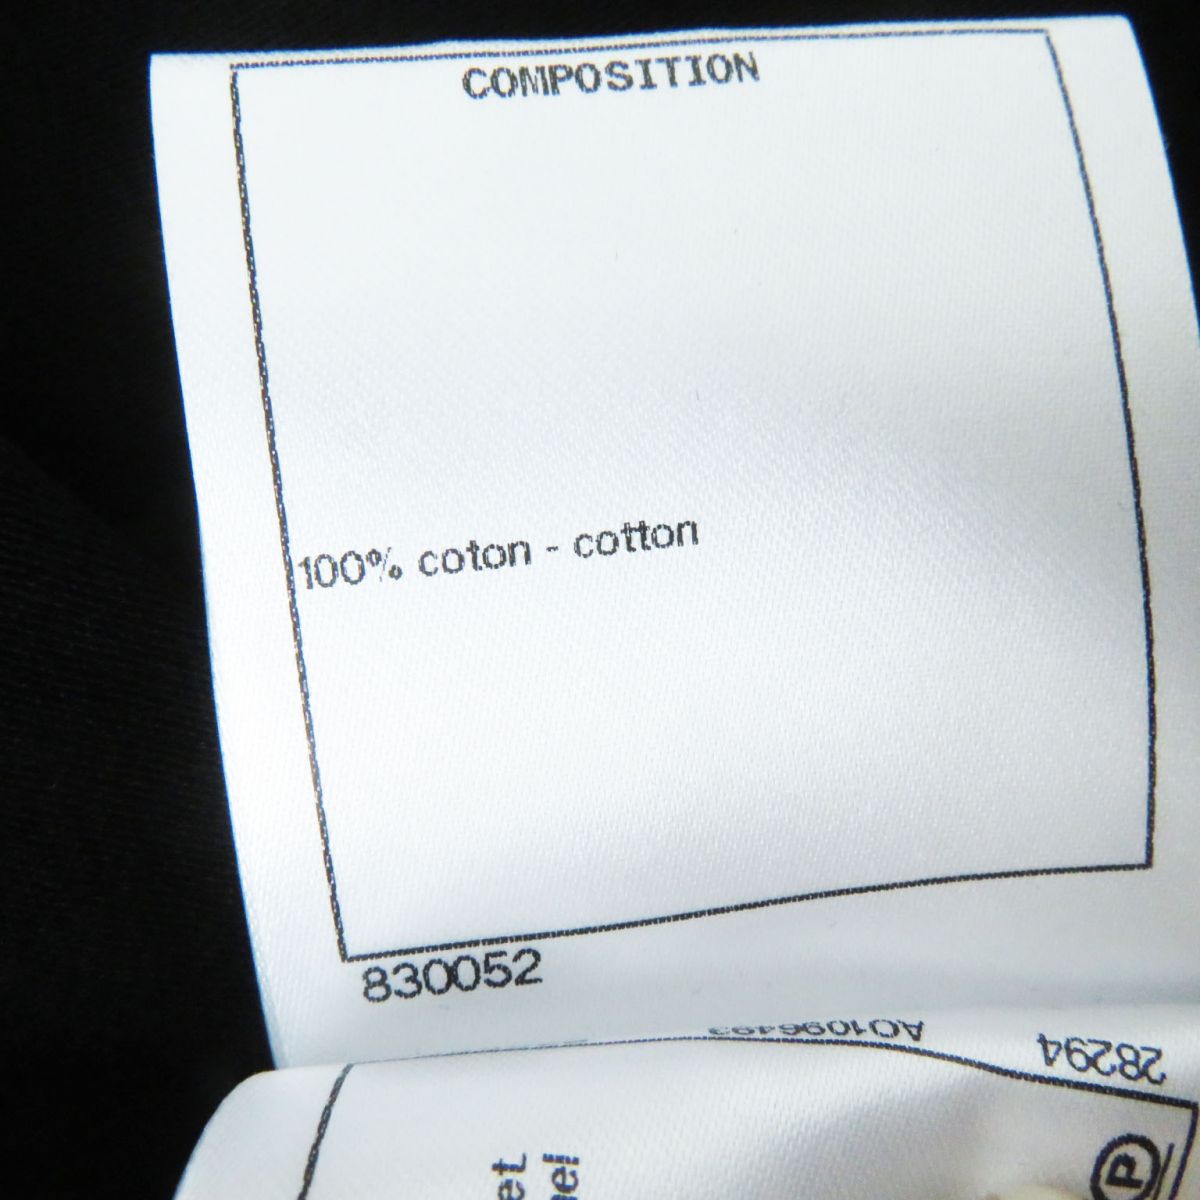 COMPOSITION
100% coton - cotton
830052
28294
P